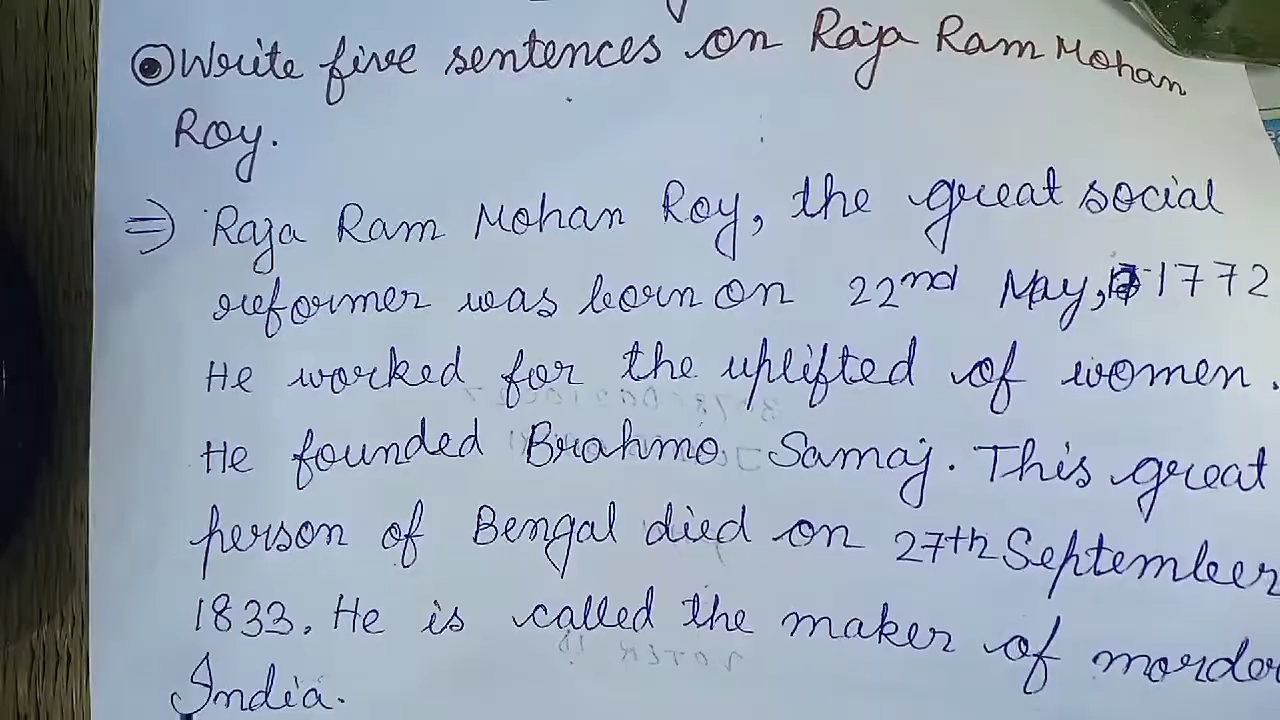 Write five sentences on Raja Ram Mohan
Roy.
⇒ Raja Ram Mohan Roy, the great social
reformer was born on 22nd May, 1772
He worked for the uplifted of women.
He founded Brahmo Samaj. This great
person of Bengal died on 27th September
1833. He is called the maker of morder
India.